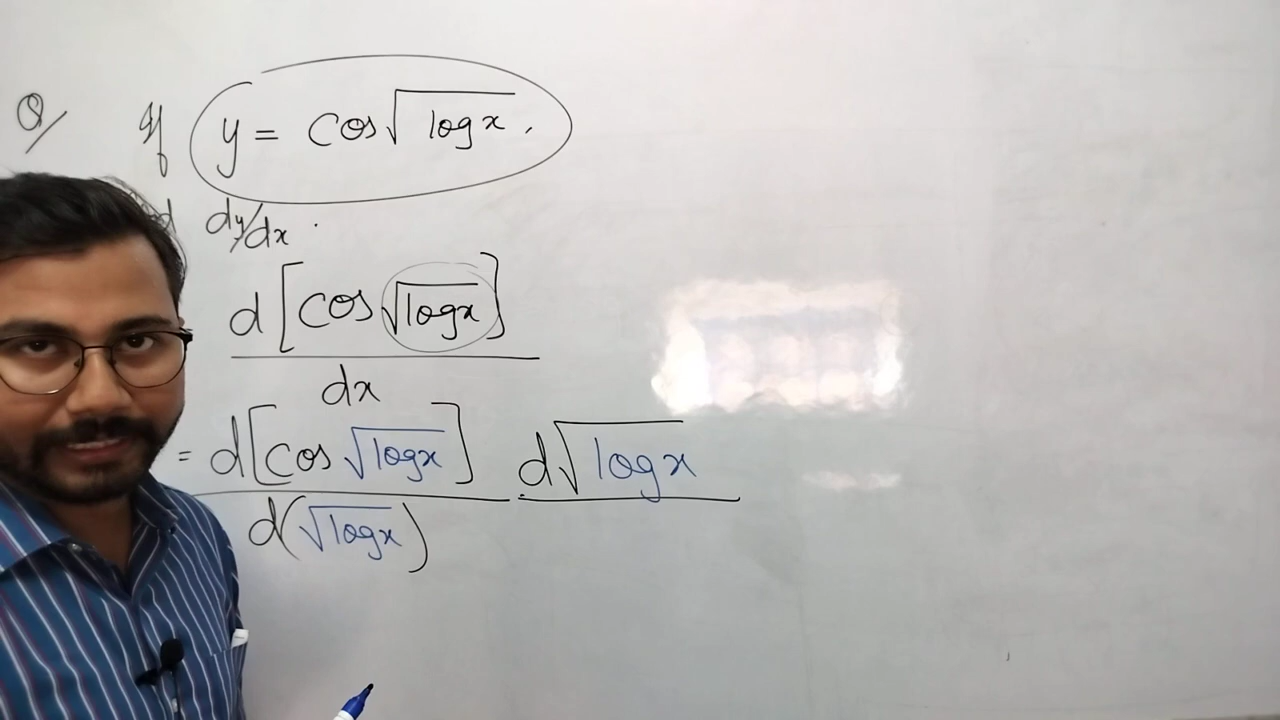 Q/ If y = cos√(log x).
dy/dx.
d[cos√(log x)]
dx
= d[cos√(log x)] d√(log x)
d(√(log x))